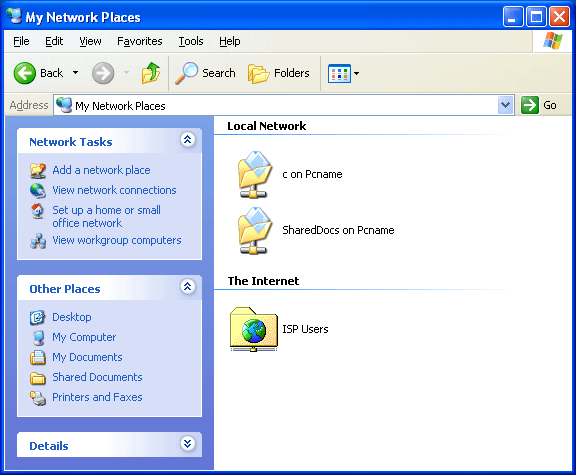 My Network Places
File Edit View Favorites Tools Help
Back Search Folders
Address My Network Places Go
Network Tasks
Add a network place
View network connections
Set up a home or small
office network
View workgroup computers
Other Places
Desktop
My Computer
My Documents
Shared Documents
Printers and Faxes
Details
Local Network
c on Pcname
SharedDocs on Pcname
The Internet
ISP Users